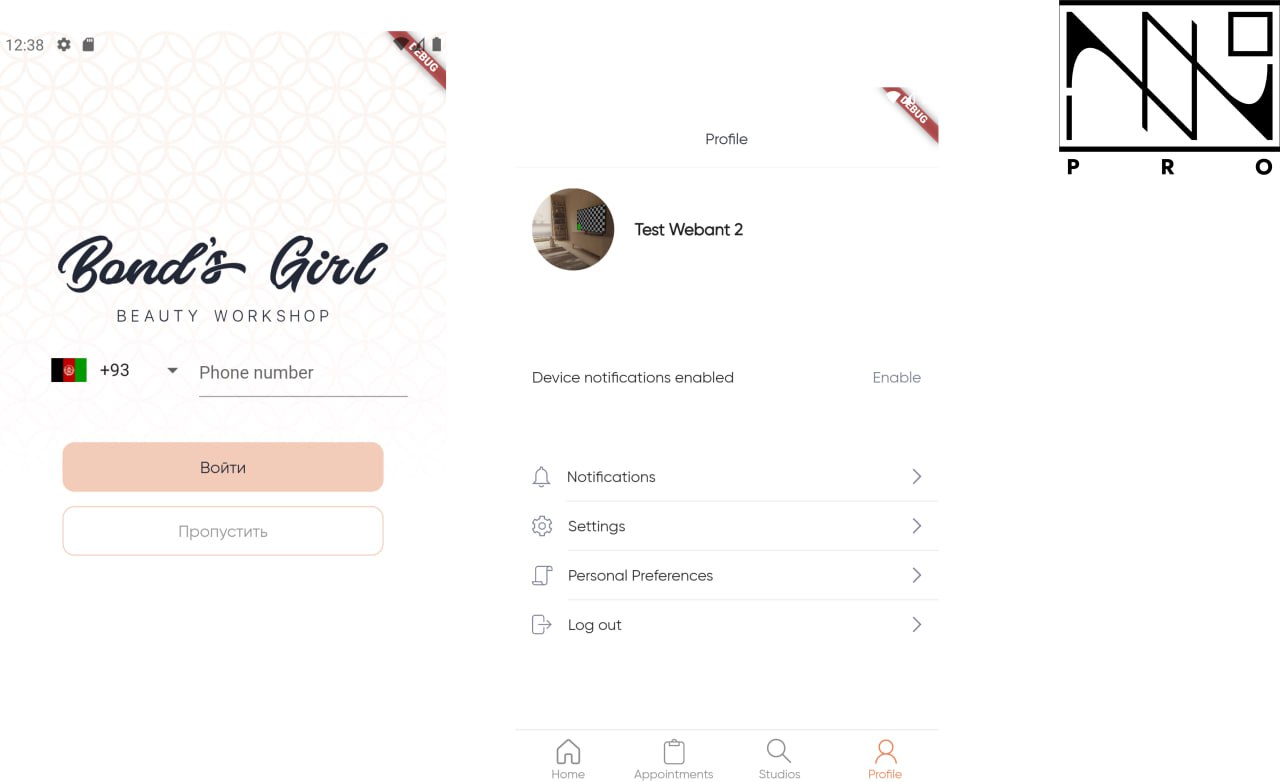 12:38
DEBUG
Bond's Girl
BEAUTY WORKSHOP
+93
Phone number
Войти
Пропустить
DEBUG
Profile
Test Webant 2
Device notifications enabled
Enable
Notifications
Settings
Personal Preferences
Log out
Home
Appointments
Studios
Profile
P R O